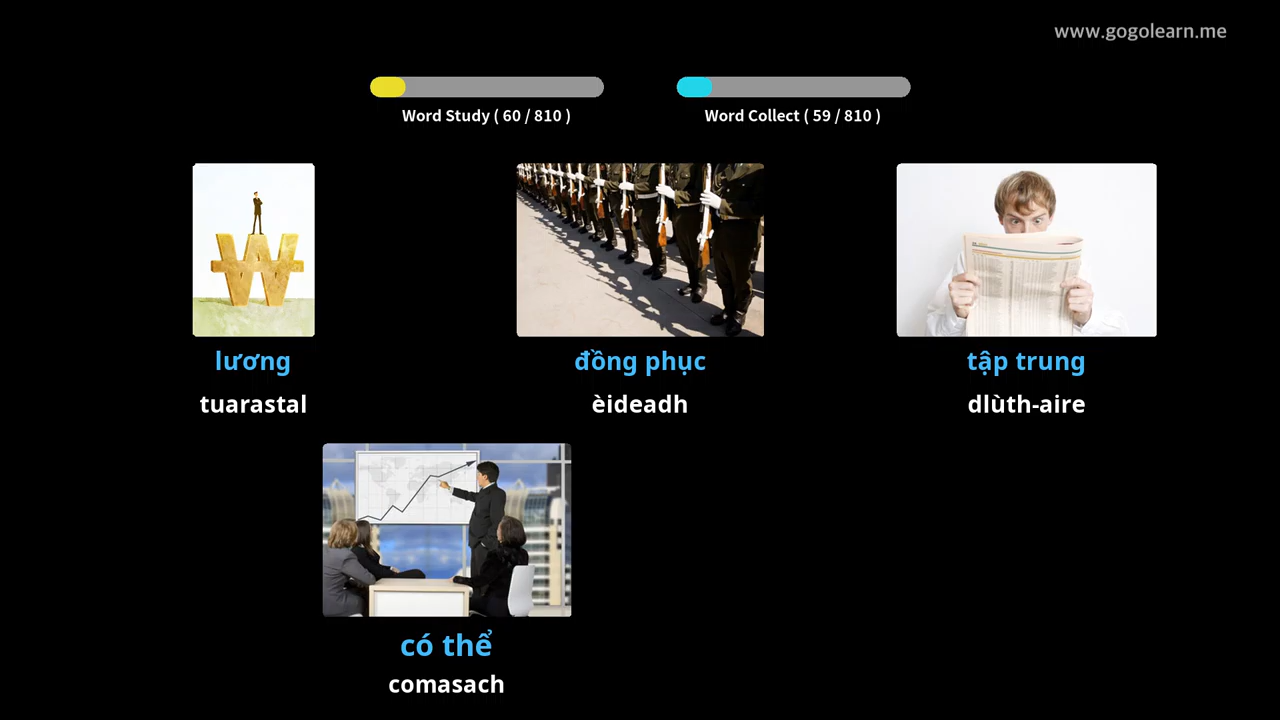 www.gogolearn.me
Word Study ( 60 / 810 )
Word Collect ( 59 / 810 )
lương
tuarastal
đồng phục
èideadh
tập trung
dlùth-aire
có thể
comasach